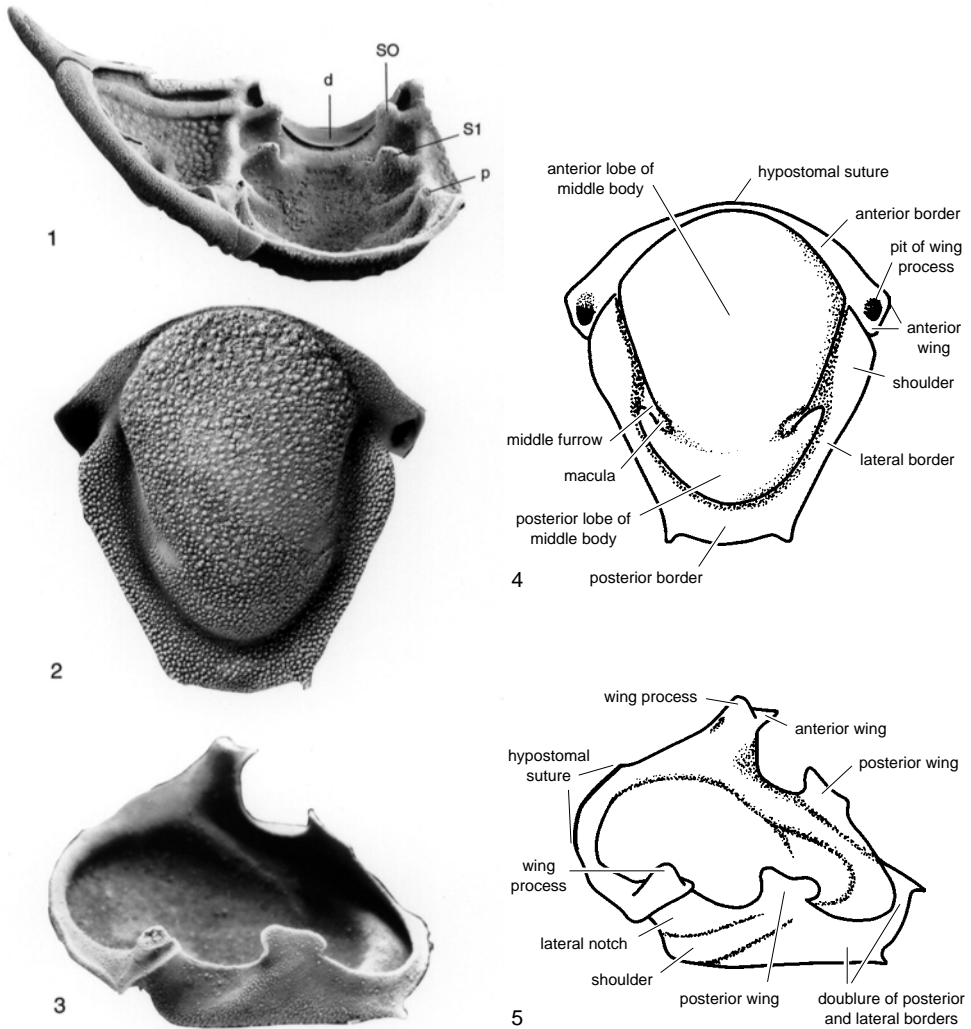 SO
d
S1
p
1
2
3
anterior lobe of
middle body
hypostomal suture
anterior border
pit of wing
process
anterior
wing
shoulder
middle furrow
macula
lateral border
posterior lobe of
middle body
posterior border
4
wing process
anterior wing
hypostomal
suture
posterior wing
wing
process
lateral notch
shoulder
posterior wing
doublure of posterior
and lateral borders
5